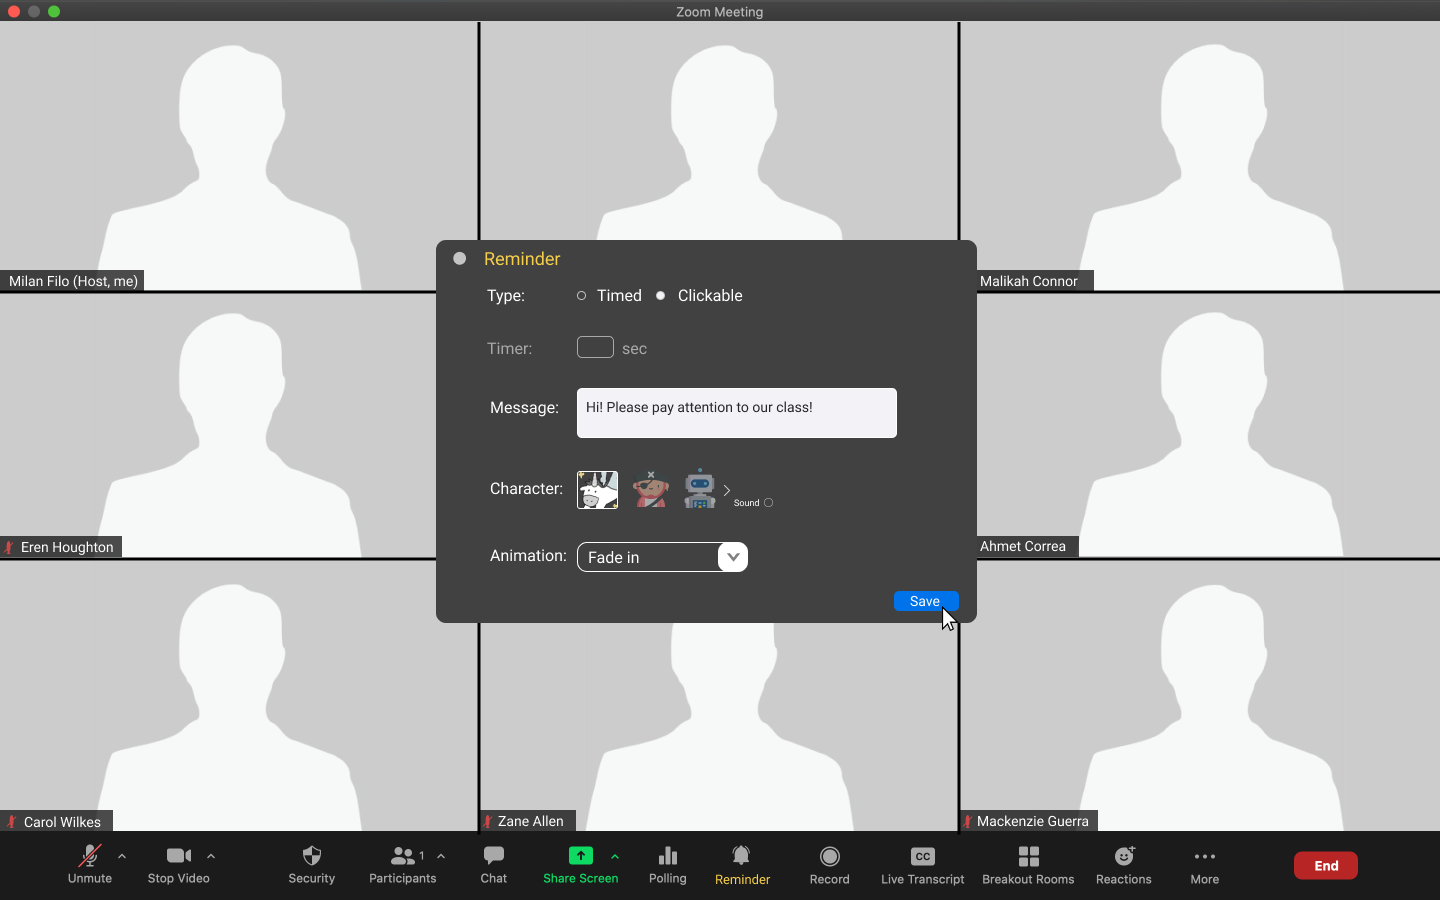 Zoom Meeting
Milan Filo (Host, me)
Malikah Connor
Reminder
Type:
Timed
Clickable
Timer:
sec
Message:
Hi! Please pay attention to our class!
Character:
Sound
Animation:
Fade in
Save
Eren Houghton
Ahmet Correa
Carol Wilkes
Zane Allen
Mackenzie Guerra
Unmute
Stop Video
Security
1
Participants
Chat
Share Screen
Polling
Reminder
Record
CC
Live Transcript
Breakout Rooms
Reactions
More
End